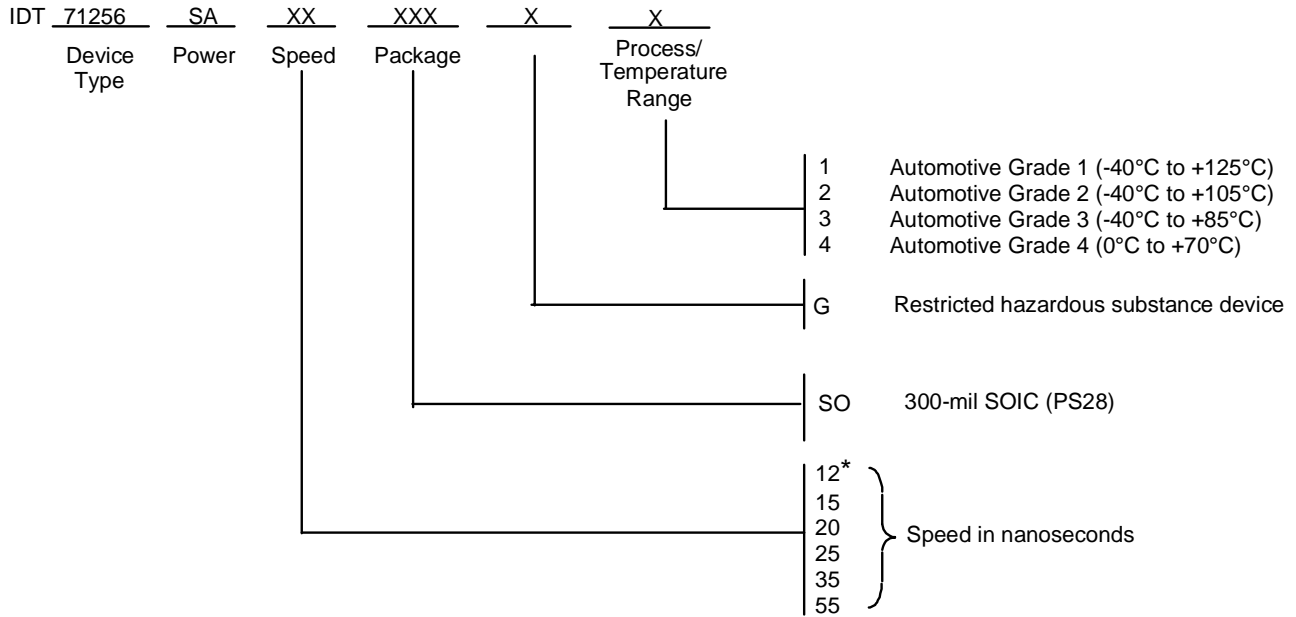 IDT 71256 SA XX XXX X X
Device Type
Power
Speed
Package
Process/
Temperature
Range
1 Automotive Grade 1 (-40°C to +125°C)
2 Automotive Grade 2 (-40°C to +105°C)
3 Automotive Grade 3 (-40°C to +85°C)
4 Automotive Grade 4 (0°C to +70°C)
G Restricted hazardous substance device
SO 300-mil SOIC (PS28)
12*
15
20
25
35
55
Speed in nanoseconds